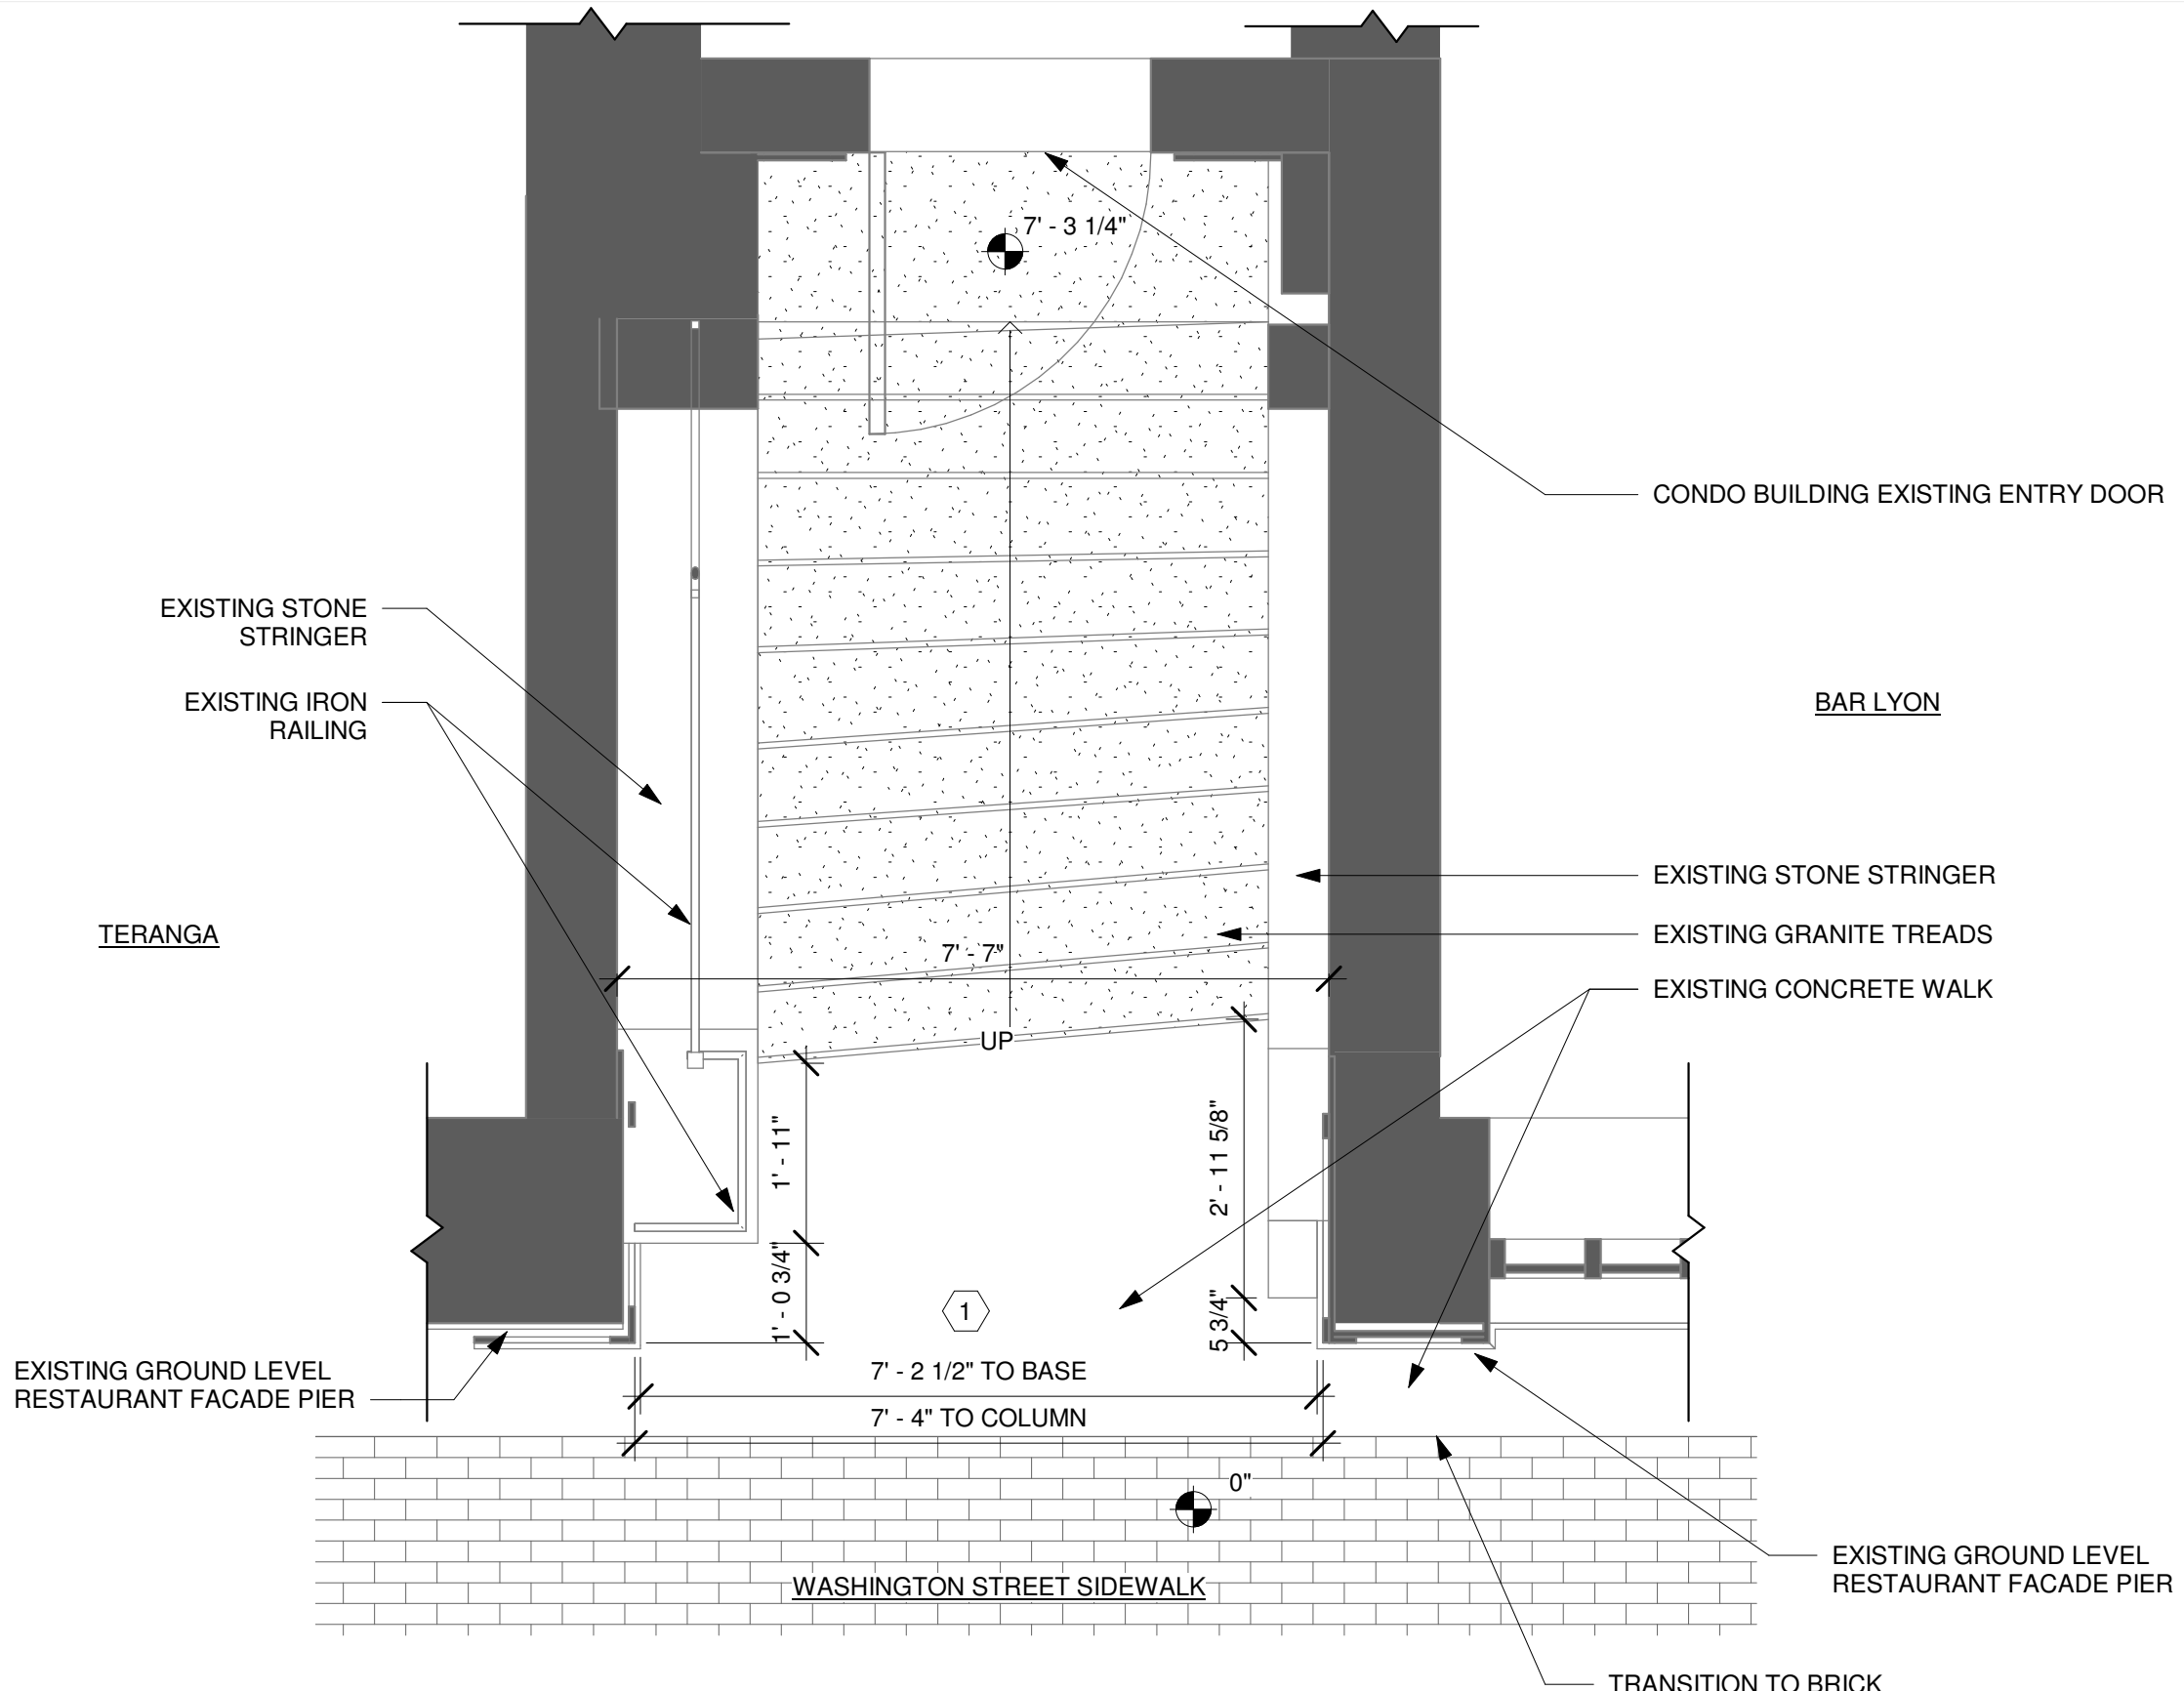 7' - 3 1/4"
CONDO BUILDING EXISTING ENTRY DOOR
EXISTING STONE
STRINGER
EXISTING IRON
RAILING
BAR LYON
EXISTING STONE STRINGER
TERANGA
EXISTING GRANITE TREADS
7' - 7"
EXISTING CONCRETE WALK
UP
1' - 11"
2' - 11 5/8"
1' - 0 3/4"
5 3/4"
1
EXISTING GROUND LEVEL
RESTAURANT FACADE PIER
7' - 2 1/2" TO BASE
7' - 4" TO COLUMN
0"
WASHINGTON STREET SIDEWALK
EXISTING GROUND LEVEL
RESTAURANT FACADE PIER
TRANSITION TO BRICK